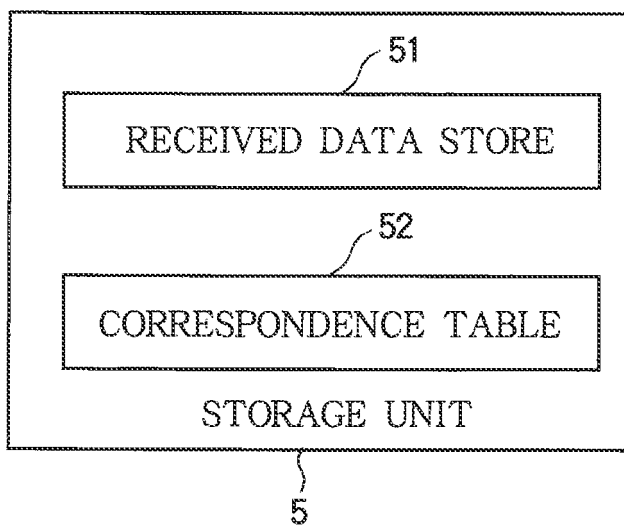 51
RECEIVED DATA STORE
52
CORRESPONDENCE TABLE
STORAGE UNIT
5